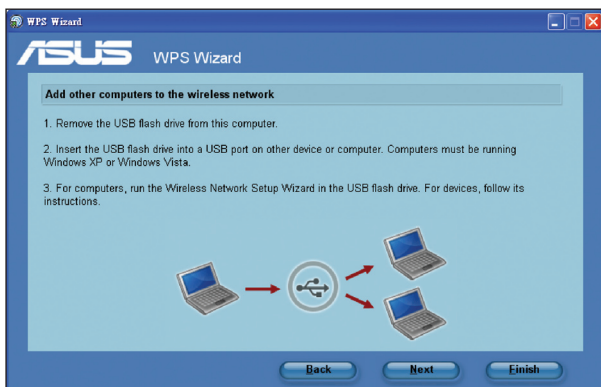 WPS Wizard
ASUS WPS Wizard
Add other computers to the wireless network
1. Remove the USB flash drive from this computer.
2. Insert the USB flash drive into a USB port on other device or computer. Computers must be running
Windows XP or Windows Vista.
3. For computers, run the Wireless Network Setup Wizard in the USB flash drive. For devices, follow its
instructions.
Back Next Finish